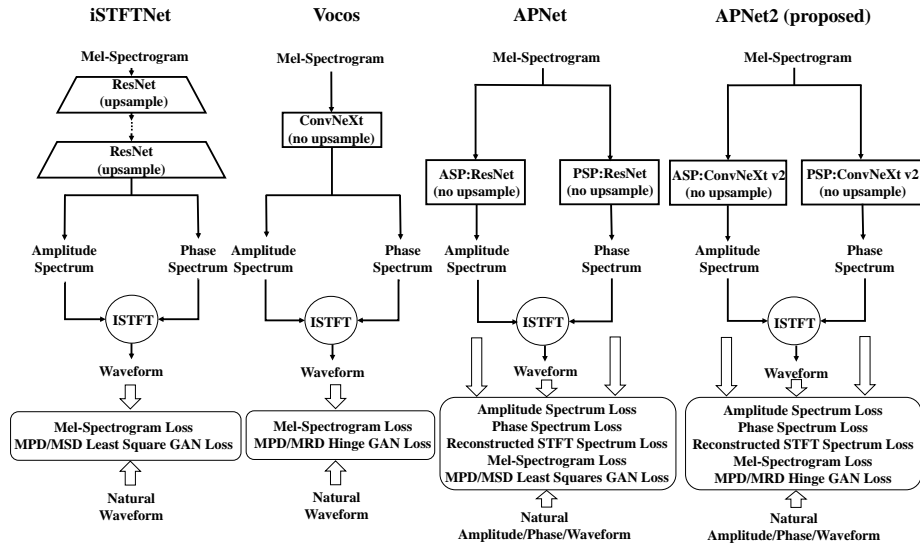 iSTFTNet
Mel-Spectrogram
ResNet
(upsample)
ResNet
(upsample)
Amplitude
Spectrum
Phase
Spectrum
ISTFT
Waveform
Mel-Spectrogram Loss
MPD/MSD Least Square GAN Loss
Natural
Waveform
Vocos
Mel-Spectrogram
ConvNeXt
(no upsample)
Amplitude
Spectrum
Phase
Spectrum
ISTFT
Waveform
Mel-Spectrogram Loss
MPD/MRD Hinge GAN Loss
Natural
Waveform
APNet
Mel-Spectrogram
ASP:ResNet
(no upsample)
PSP:ResNet
(no upsample)
Amplitude
Spectrum
Phase
Spectrum
ISTFT
Waveform
Amplitude Spectrum Loss
Phase Spectrum Loss
Reconstructed STFT Spectrum Loss
Mel-Spectrogram Loss
MPD/MSD Least Squares GAN Loss
Natural
Amplitude/Phase/Waveform
APNet2 (proposed)
Mel-Spectrogram
ASP:ConvNeXt v2
(no upsample)
PSP:ConvNeXt v2
(no upsample)
Amplitude
Spectrum
Phase
Spectrum
ISTFT
Waveform
Amplitude Spectrum Loss
Phase Spectrum Loss
Reconstructed STFT Spectrum Loss
Mel-Spectrogram Loss
MPD/MRD Hinge GAN Loss
Natural
Amplitude/Phase/Waveform